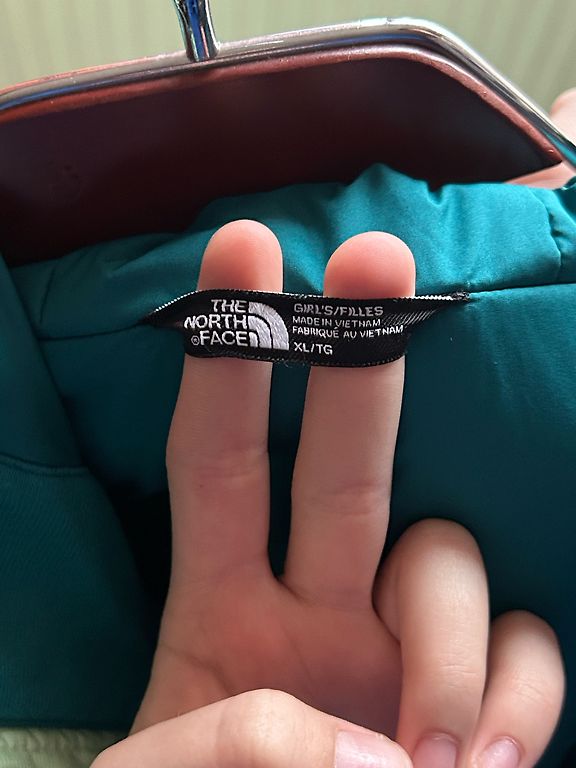 THE
NORTH
®FACE
GIRL'S/FILLES
MADE IN VIETNAM
FABRIQUÉ AU VIETNAM
XL/TG